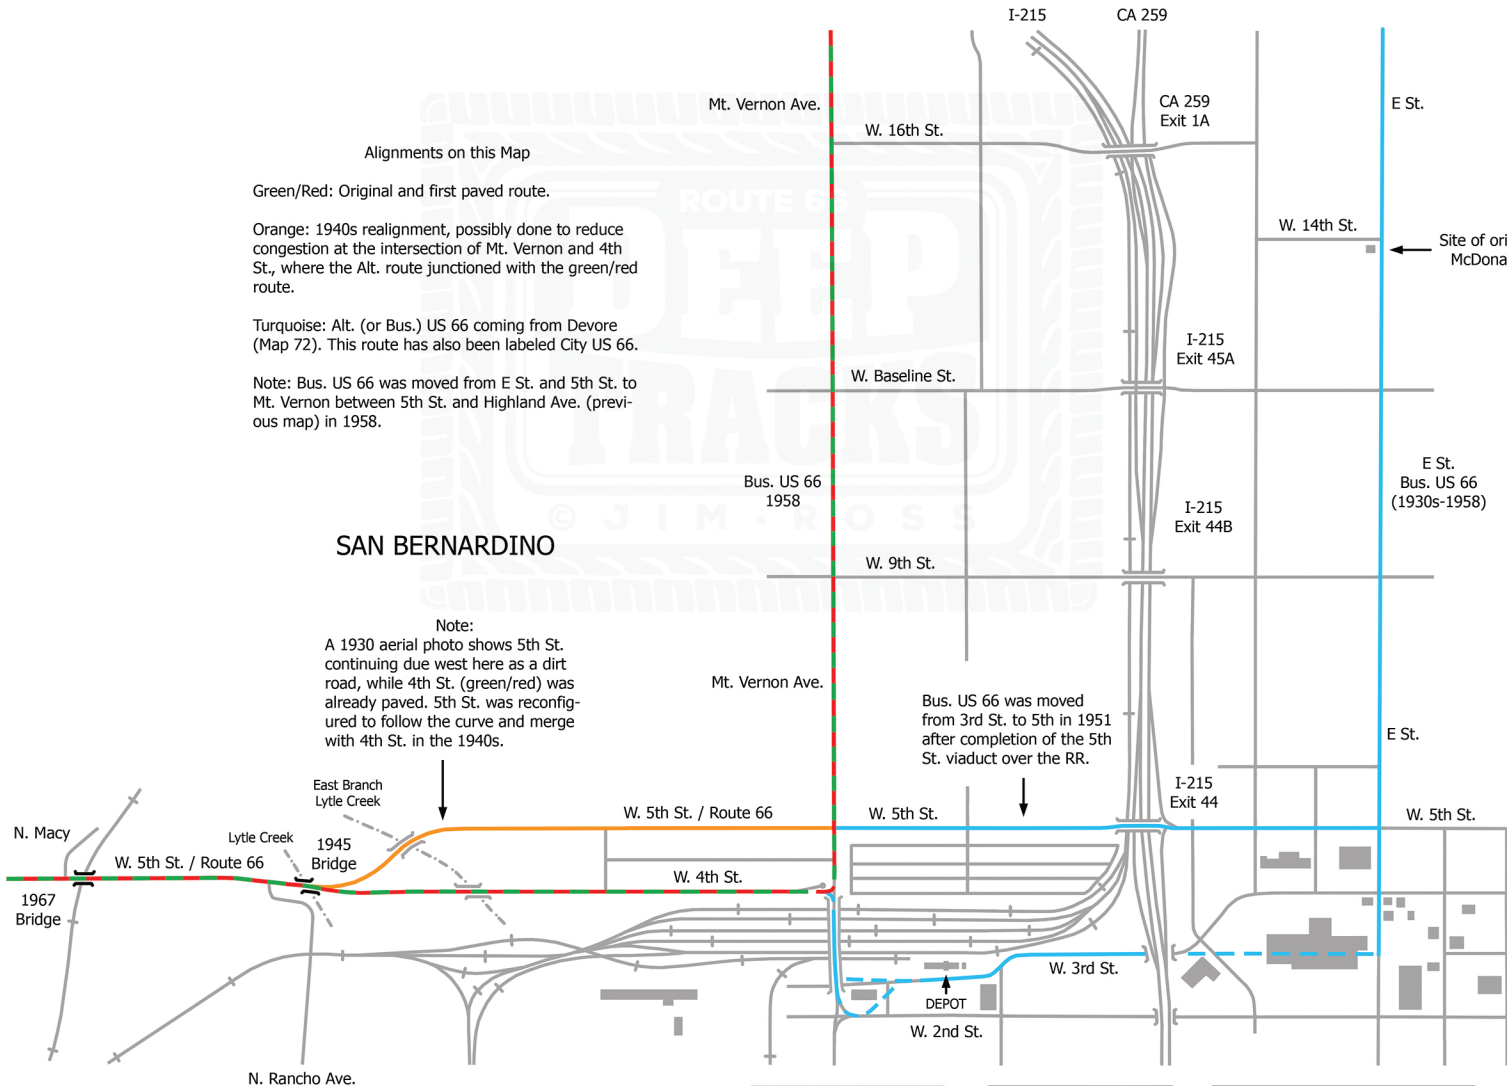 I-215
CA 259
Mt. Vernon Ave.
CA 259
Exit 1A
E St.
W. 16th St.
Alignments on this Map
Green/Red: Original and first paved route.
Orange: 1940s realignment, possibly done to reduce
congestion at the intersection of Mt. Vernon and 4th
St., where the Alt. route junctioned with the green/red
route.
Turquoise: Alt. (or Bus.) US 66 coming from Devore
(Map 72). This route has also been labeled City US 66.
Note: Bus. US 66 was moved from E St. and 5th St. to
Mt. Vernon between 5th St. and Highland Ave. (previ-
ous map) in 1958.
ROUTE 66
DEEP
TRACKS
© JIM · ROSS
W. 14th St.
Site of ori
McDona
I-215
Exit 45A
W. Baseline St.
Bus. US 66
1958
E St.
Bus. US 66
(1930s-1958)
I-215
Exit 44B
SAN BERNARDINO
W. 9th St.
Note:
A 1930 aerial photo shows 5th St.
continuing due west here as a dirt
road, while 4th St. (green/red) was
already paved. 5th St. was reconfig-
ured to follow the curve and merge
with 4th St. in the 1940s.
Mt. Vernon Ave.
Bus. US 66 was moved
from 3rd St. to 5th in 1951
after completion of the 5th
St. viaduct over the RR.
E St.
I-215
Exit 44
East Branch
Lytle Creek
W. 5th St. / Route 66
W. 5th St.
W. 5th St.
N. Macy
Lytle Creek
1945
Bridge
W. 5th St. / Route 66
W. 4th St.
1967
Bridge
W. 3rd St.
DEPOT
W. 2nd St.
N. Rancho Ave.